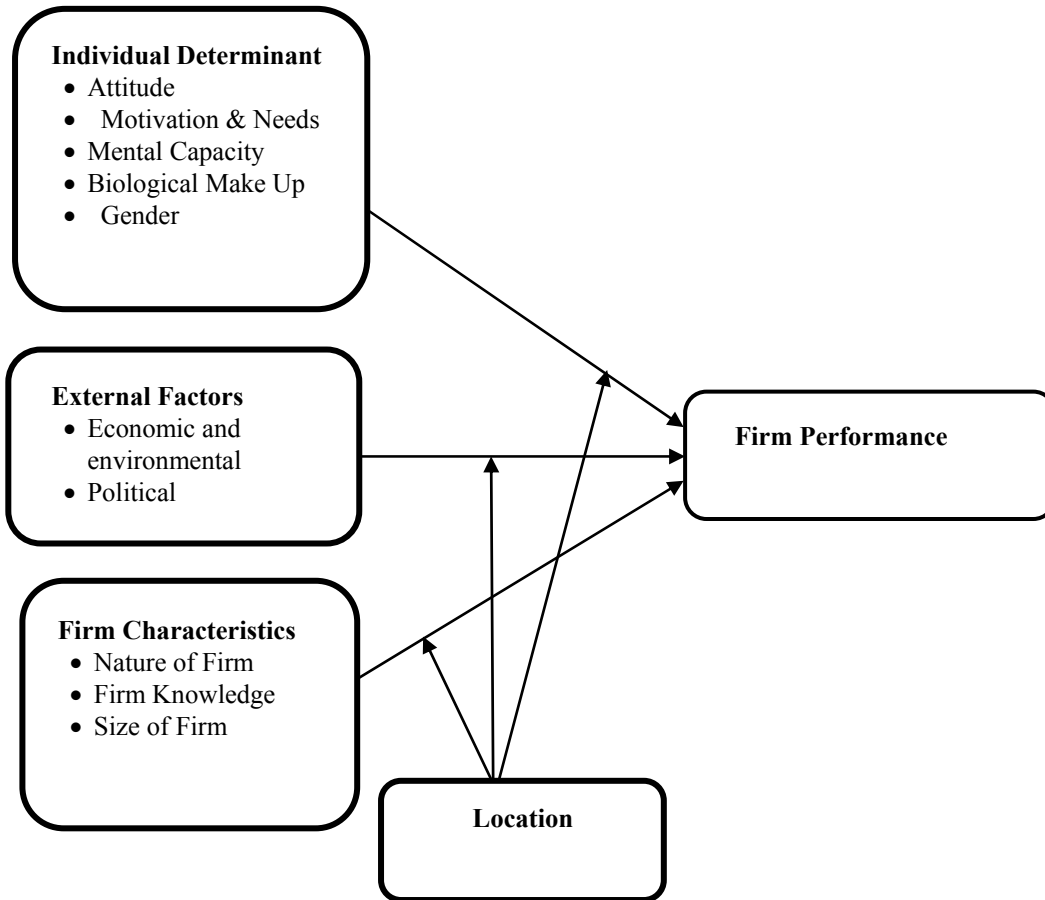 Individual Determinant
• Attitude
• Motivation & Needs
• Mental Capacity
• Biological Make Up
• Gender
External Factors
• Economic and
environmental
• Political
Firm Performance
Firm Characteristics
• Nature of Firm
• Firm Knowledge
• Size of Firm
Location